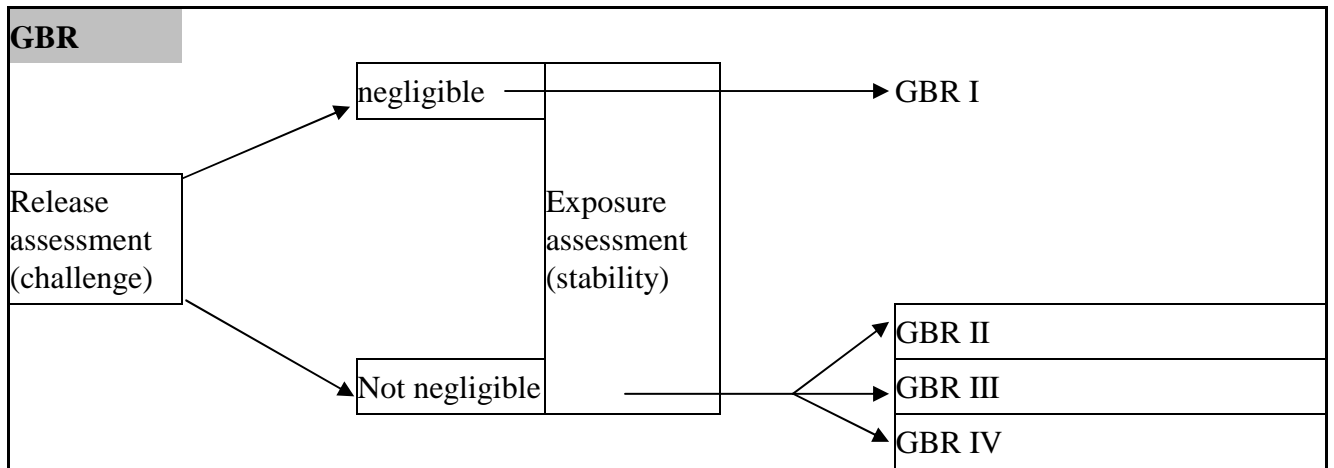 GBR
negligible
GBR I
Release
assessment
(challenge)
Exposure
assessment
(stability)
GBR II
Not negligible
GBR III
GBR IV